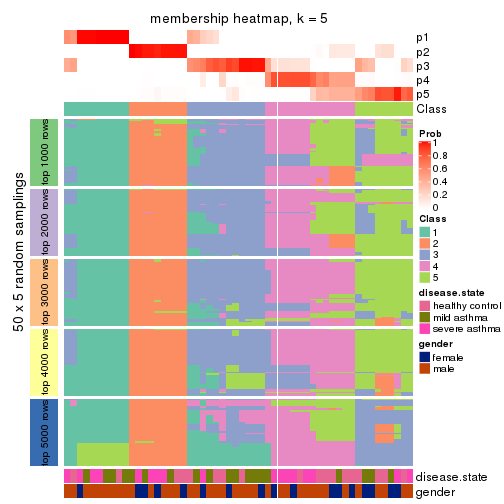 membership heatmap, k = 5
p1
p2
p3
p4
p5
Class
50 x 5 random samplings
top 1000 rows
top 2000 rows
top 3000 rows
top 4000 rows
top 5000 rows
disease.state
gender
Prob
1
0.8
0.6
0.4
0.2
0
Class
1
2
3
4
5
disease.state
healthy control
mild asthma
severe asthma
gender
female
male